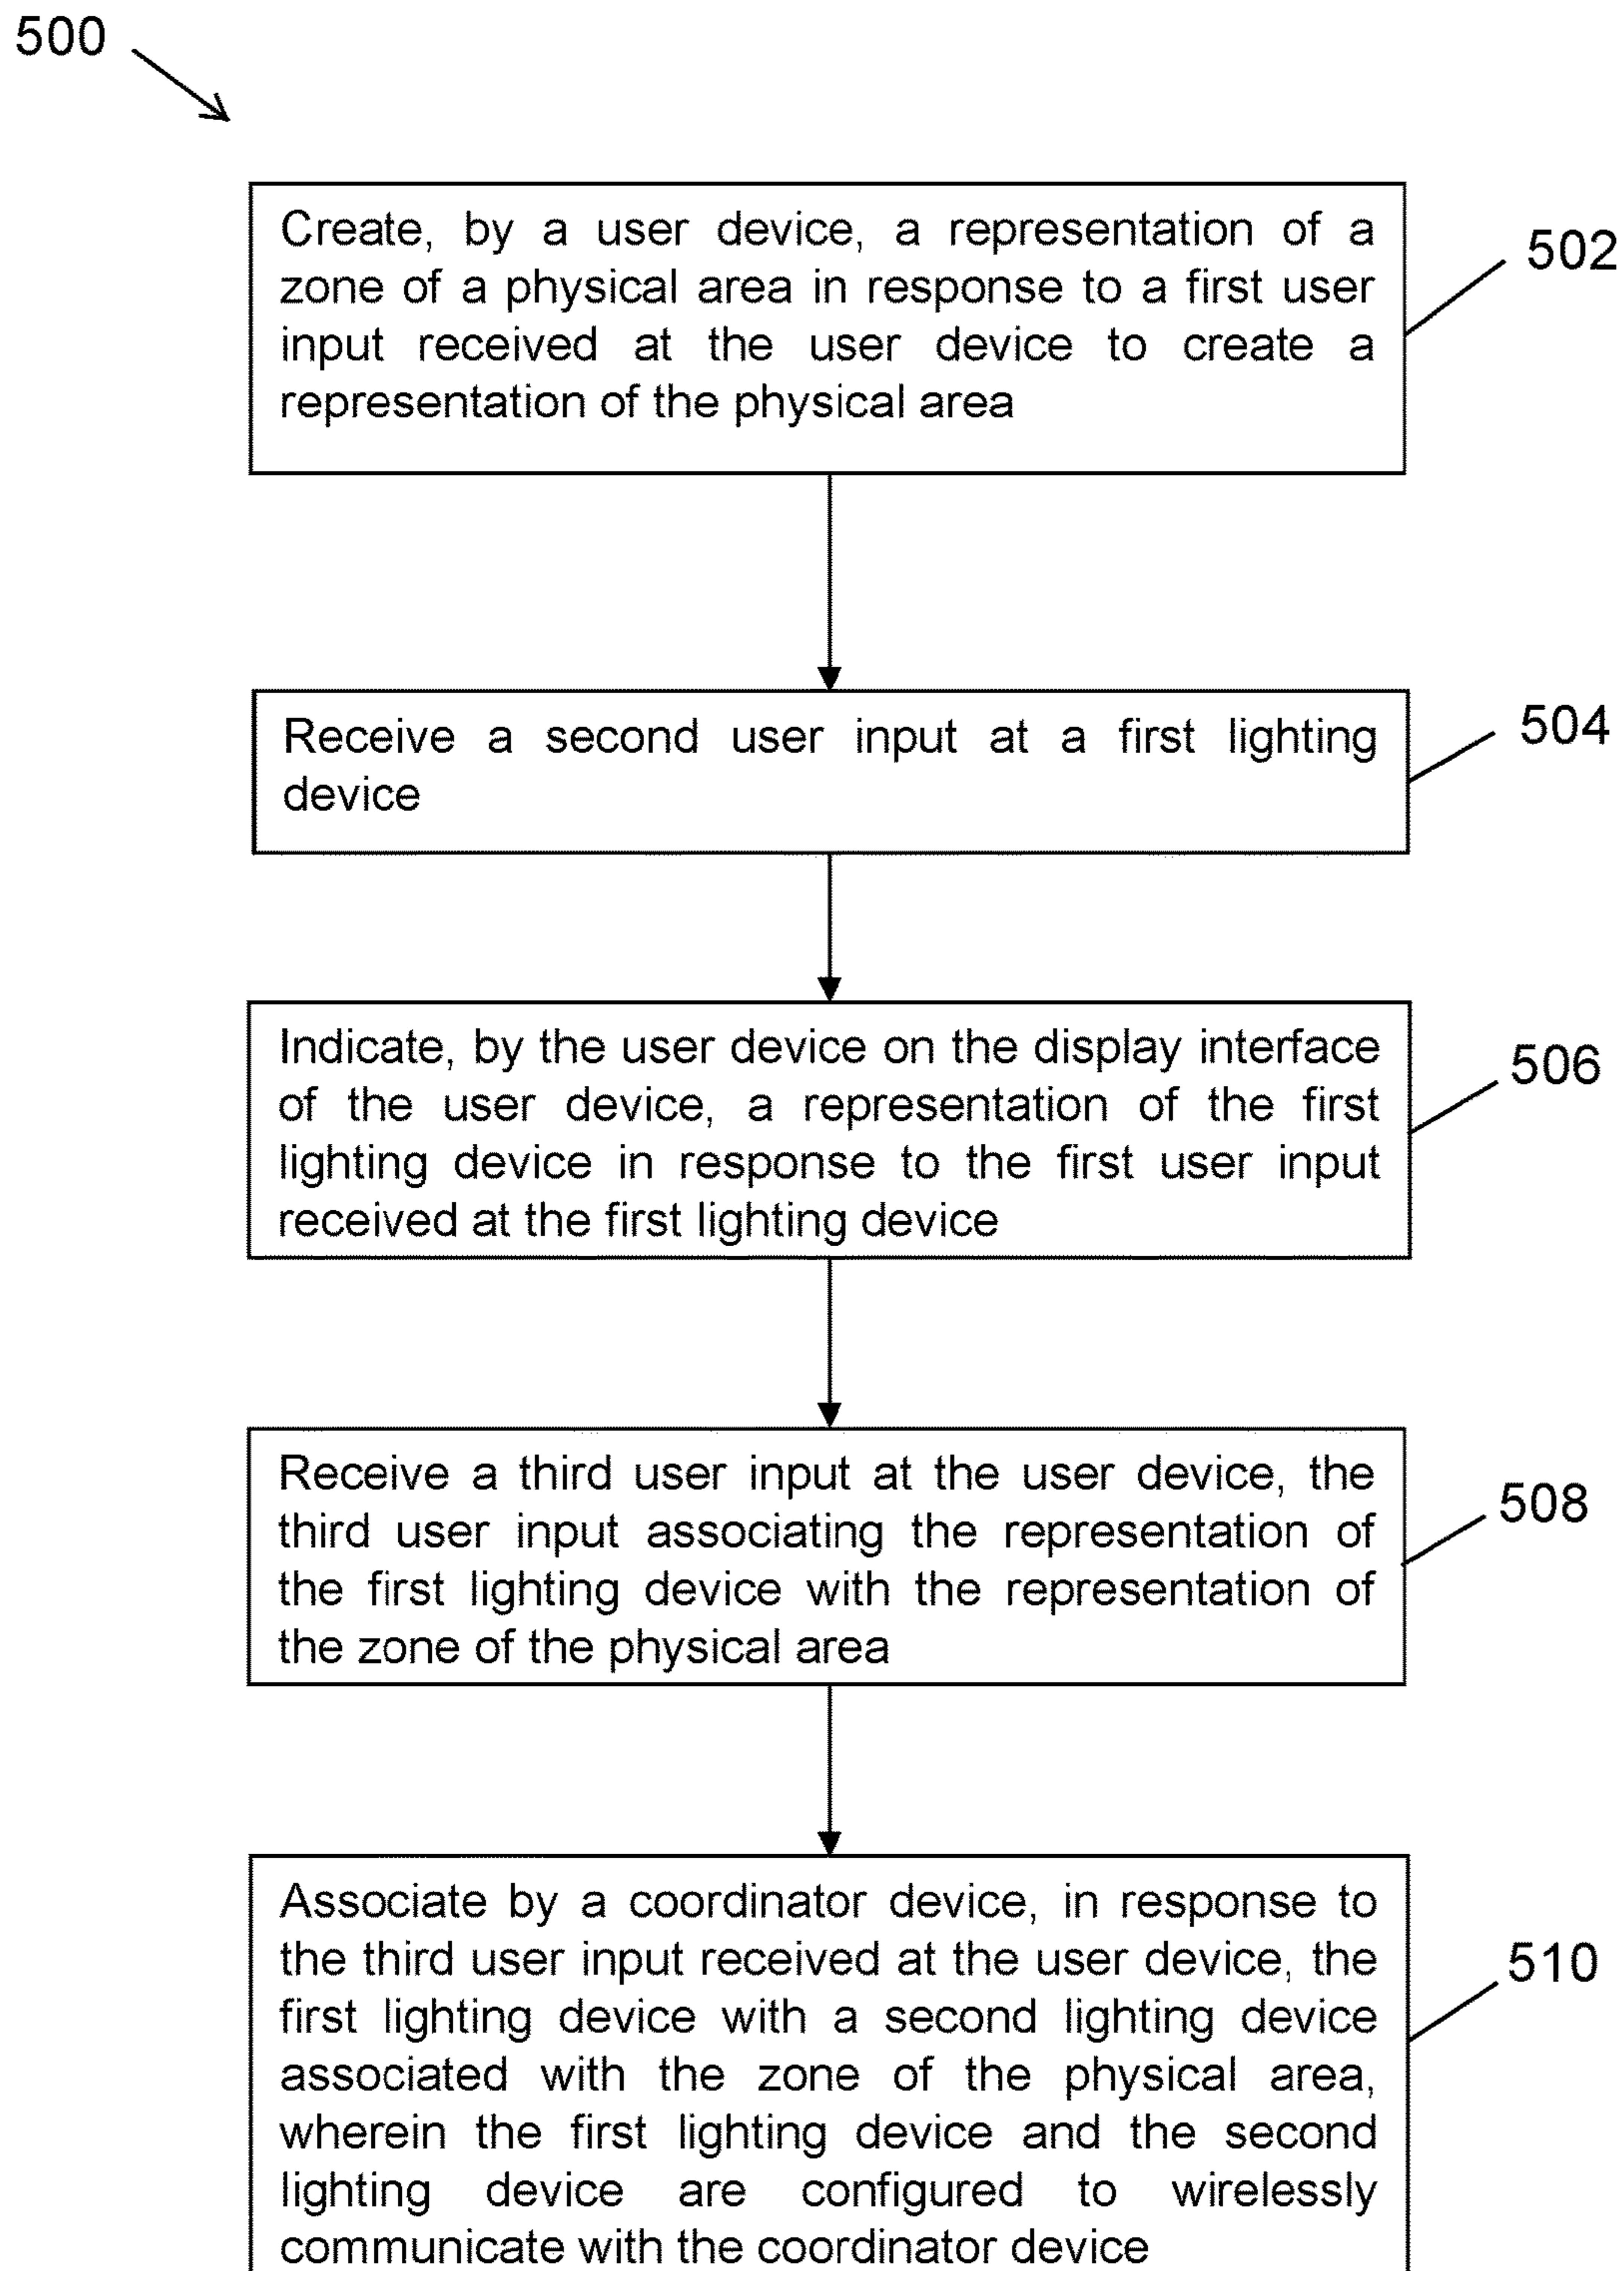 500
Create, by a user device, a representation of a
zone of a physical area in response to a first user
input received at the user device to create a
representation of the physical area
502
Receive a second user input at a first lighting
device
504
Indicate, by the user device on the display interface
of the user device, a representation of the first
lighting device in response to the first user input
received at the first lighting device
506
Receive a third user input at the user device, the
third user input associating the representation of
the first lighting device with the representation of
the zone of the physical area
508
Associate by a coordinator device, in response to
the third user input received at the user device, the
first lighting device with a second lighting device
associated with the zone of the physical area,
wherein the first lighting device and the second
lighting device are configured to wirelessly
communicate with the coordinator device
510